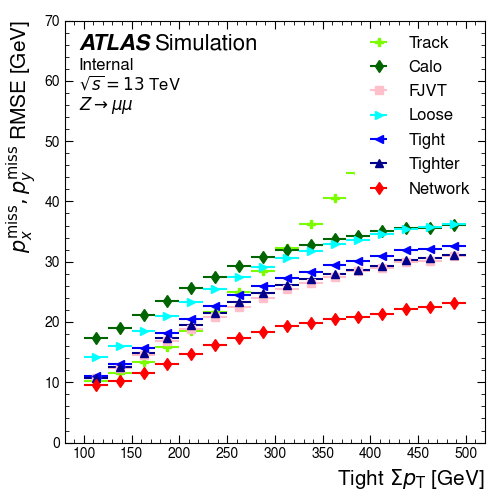 70
60
50
40
30
20
10
0
p_x^miss, p_y^miss RMSE [GeV]
ATLAS Simulation
Internal
√s = 13 TeV
Z → μμ
Track
Calo
FJVT
Loose
Tight
Tighter
Network
100 150 200 250 300 350 400 450 500
Tight Σp_T [GeV]